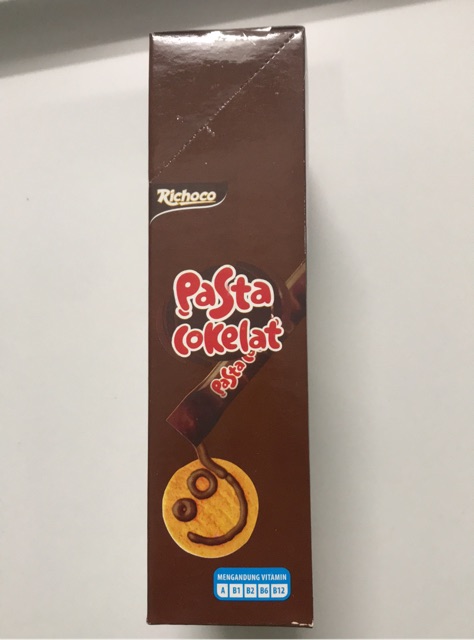 Richoco
Pasta
Cokelat
Pasta
MENGANDUNG VITAMIN
A B1 B2 B6 B12